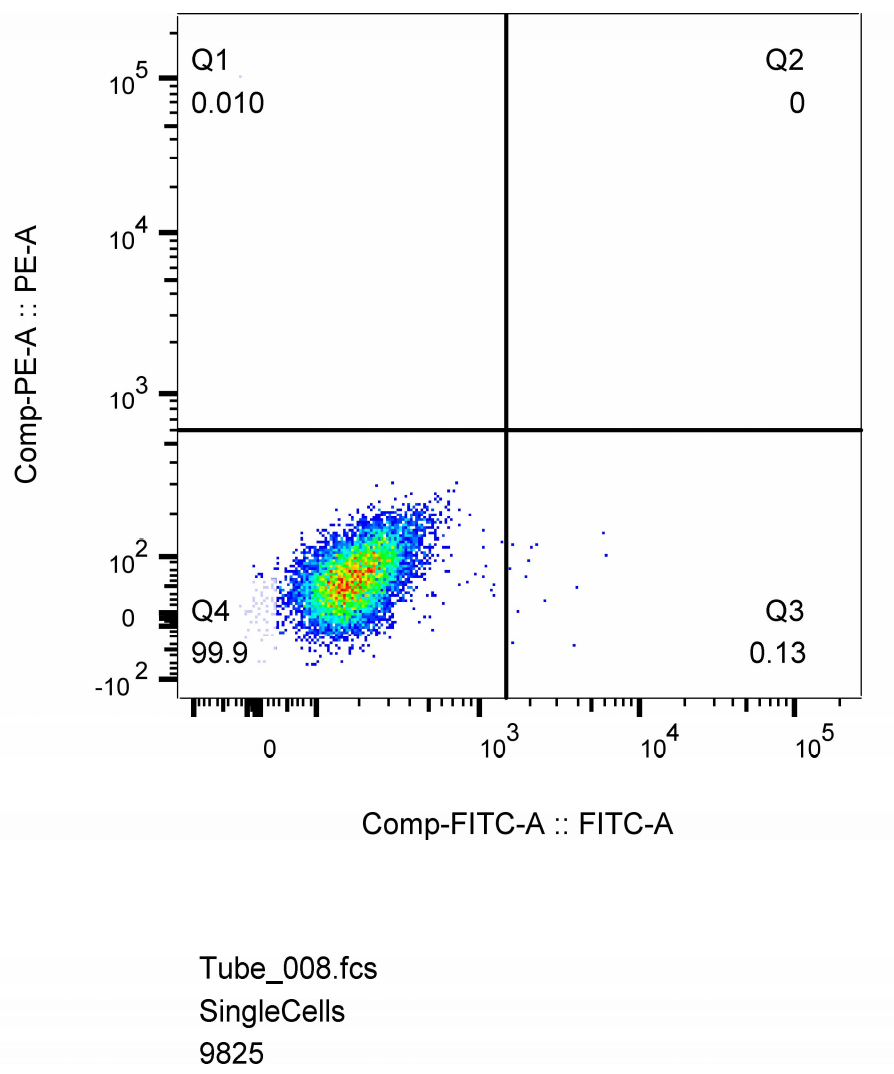 Q1
0.010
Q2
0
10^5
10^4
10^3
10^2
0
-10^2
Comp-PE-A :: PE-A
Q4
99.9
Q3
0.13
0
10^3
10^4
10^5
Comp-FITC-A :: FITC-A
Tube_008.fcs
SingleCells
9825